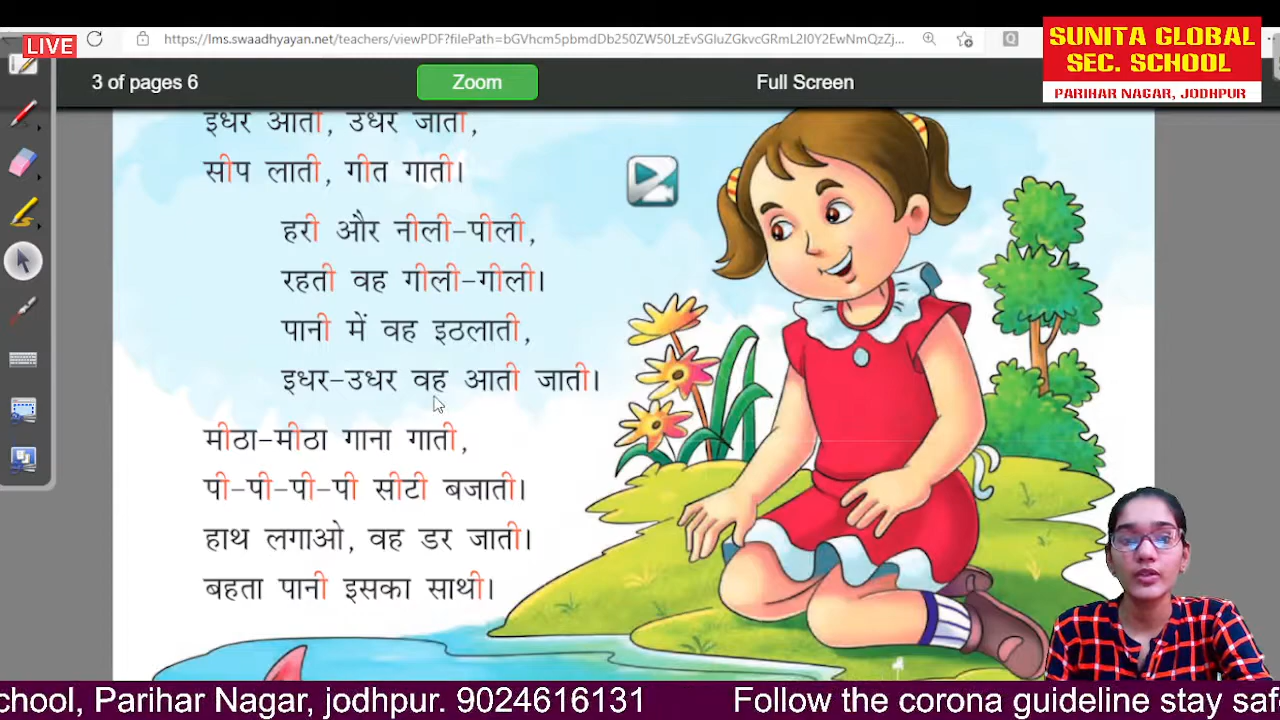 LIVE
https://lms.swaadhyayan.net/teachers/viewPDF?filePath=bGVhcm5pbmdDb250ZW50LzEvSGluZGkvcGRmL2l0Y2EwNmQzZj...
SUNITA GLOBAL
SEC. SCHOOL
PARIHAR NAGAR, JODHPUR
3 of pages 6
Zoom
Full Screen
इधर आती, उधर जाती,
सीप लाती, गीत गाती।
हरी और नीली-पीली,
रहती वह गीली-गीली।
पानी में वह इठलाती,
इधर-उधर वह आती जाती।
मीठा-मीठा गाना गाती,
पी-पी-पी-पी सीटी बजाती।
हाथ लगाओ, वह डर जाती।
बहता पानी इसका साथी।
chool, Parihar Nagar, jodhpur. 9024616131 Follow the corona guideline stay saf